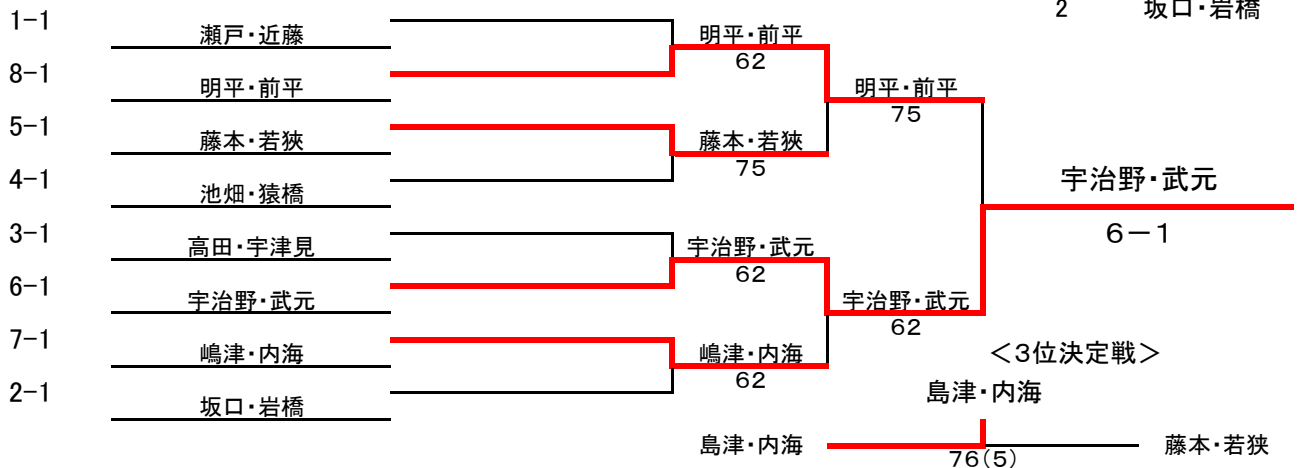 2 坂口・岩橋
1-1 瀬戸・近藤 明平・前平
62
8-1 明平・前平 明平・前平
75
5-1 藤本・若狹 藤本・若狹
75
4-1 池畑・猿橋 宇治野・武元
6－1
3-1 高田・宇津見 宇治野・武元
62
6-1 宇治野・武元 宇治野・武元
62
7-1 嶋津・内海 嶋津・内海
62
＜3位決定戦＞
2-1 坂口・岩橋 島津・内海
島津・内海 藤本・若狭
76(5)